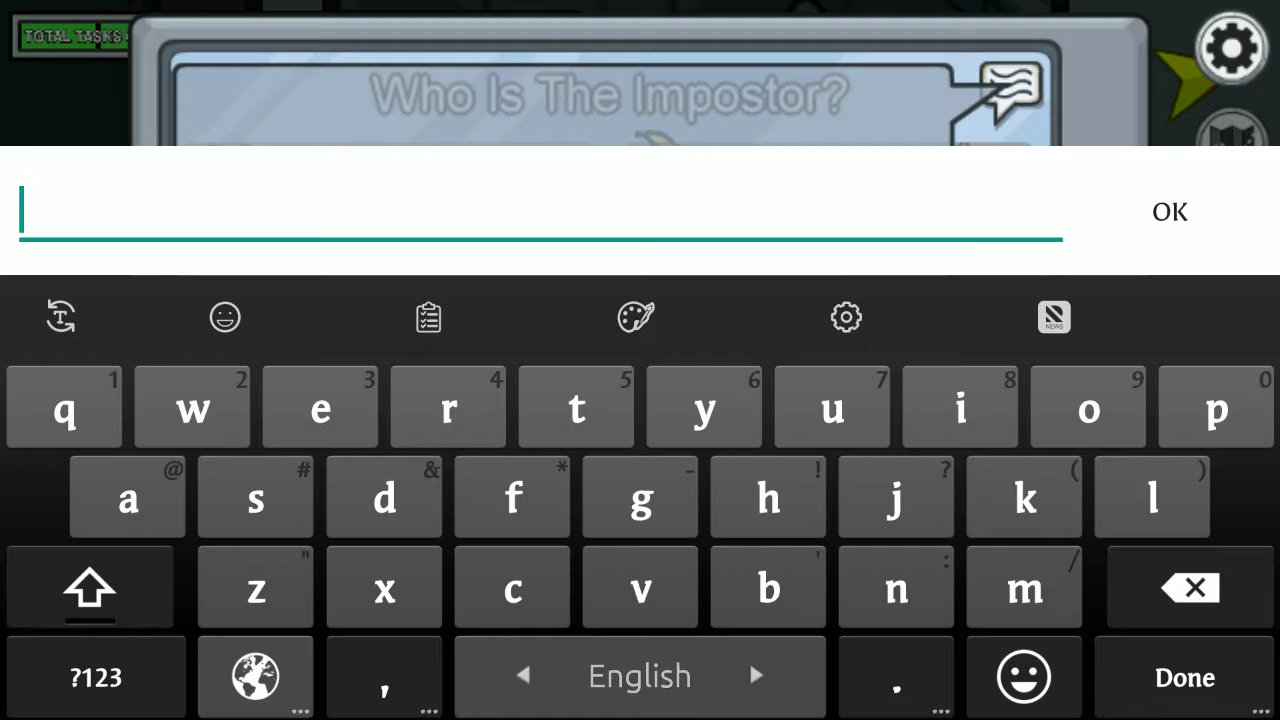 TOTAL TASKS
Who Is The Impostor?
OK
NEWS
1 2 3 4 5 6 7 8 9 0
q w e r t y u i o p
@ # & * - ! ? ( )
a s d f g h j k l
" ' : /
z x c v b n m
?123 , English . Done